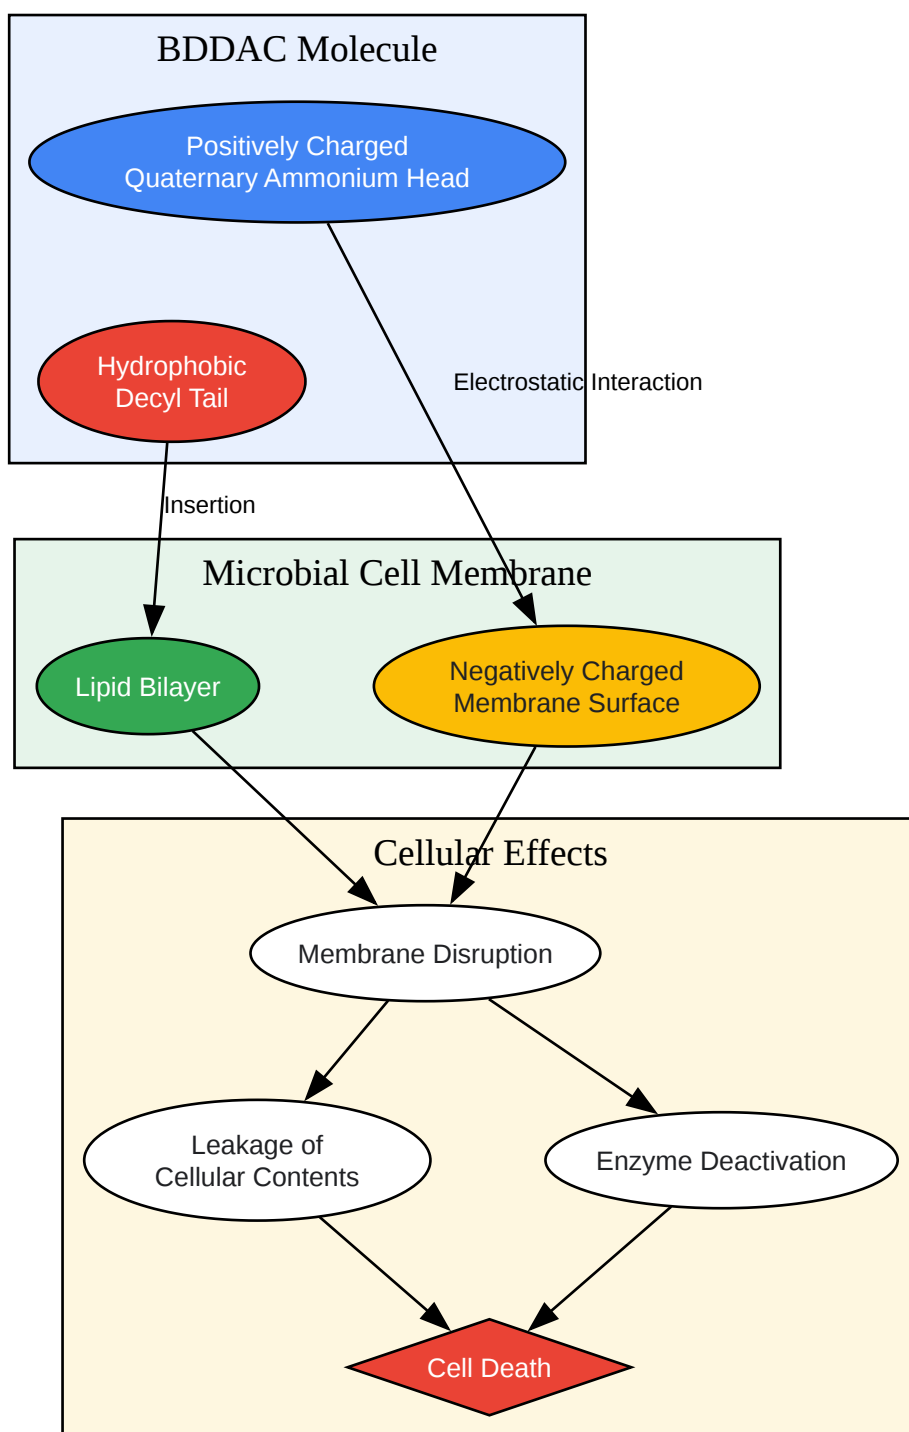 BDDAC Molecule
Positively Charged
Quaternary Ammonium Head
Hydrophobic
Decyl Tail
Electrostatic Interaction
Insertion
Microbial Cell Membrane
Lipid Bilayer
Negatively Charged
Membrane Surface
Cellular Effects
Membrane Disruption
Leakage of
Cellular Contents
Enzyme Deactivation
Cell Death